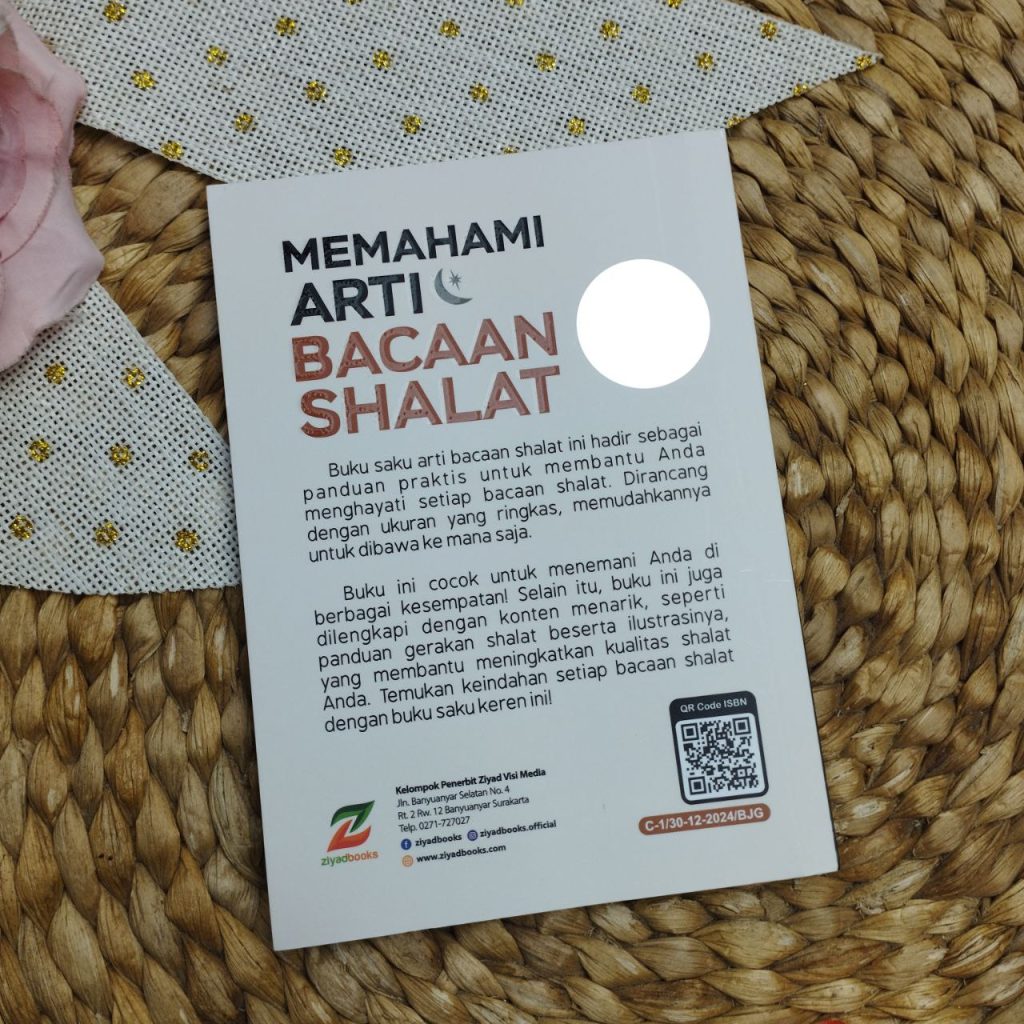 MEMAHAMI
ARTI
BACAAN
SHALAT
Buku saku arti bacaan shalat ini hadir sebagai
panduan praktis untuk membantu Anda
menghayati setiap bacaan shalat. Dirancang
dengan ukuran yang ringkas, memudahkannya
untuk dibawa ke mana saja.
Buku ini cocok untuk menemani Anda di
berbagai kesempatan! Selain itu, buku ini juga
dilengkapi dengan konten menarik, seperti
panduan gerakan shalat beserta ilustrasinya,
yang membantu meningkatkan kualitas shalat
Anda. Temukan keindahan setiap bacaan shalat
dengan buku saku keren ini!
QR Code ISBN
C-1/30-12-2024/BJG
ziyadbooks
Kelompok Penerbit Ziyad Visi Media
Jln. Banyuanyar Selatan No. 4
Rt. 2 Rw. 12 Banyuanyar Surakarta
Telp. 0271-727027
ziyadbooks ziyadbooks.official
www.ziyadbooks.com